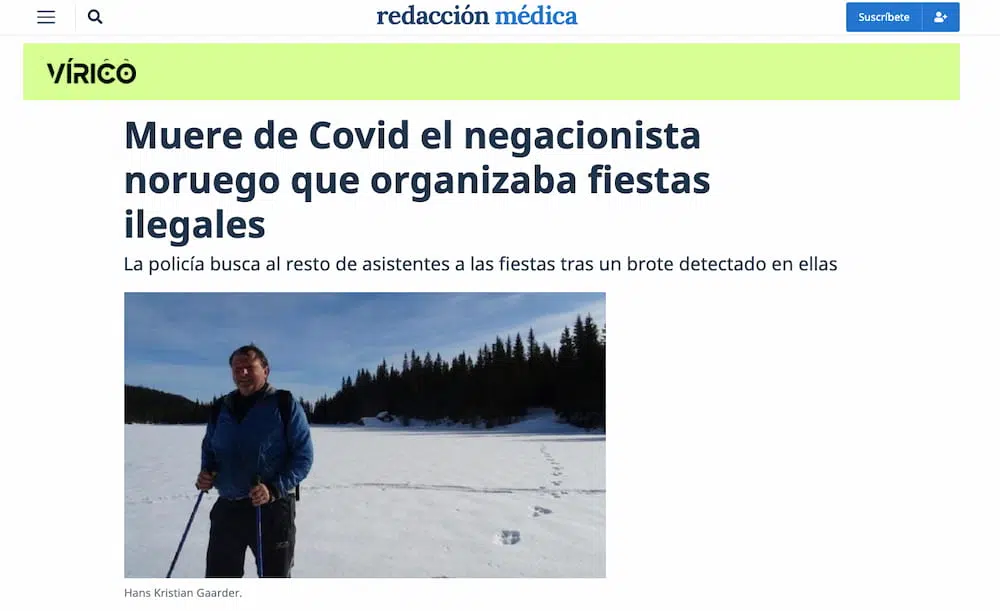 redacción médica
Suscríbete
VÍRICO
Muere de Covid el negacionista
noruego que organizaba fiestas
ilegales
La policía busca al resto de asistentes a las fiestas tras un brote detectado en ellas
Hans Kristian Gaarder.